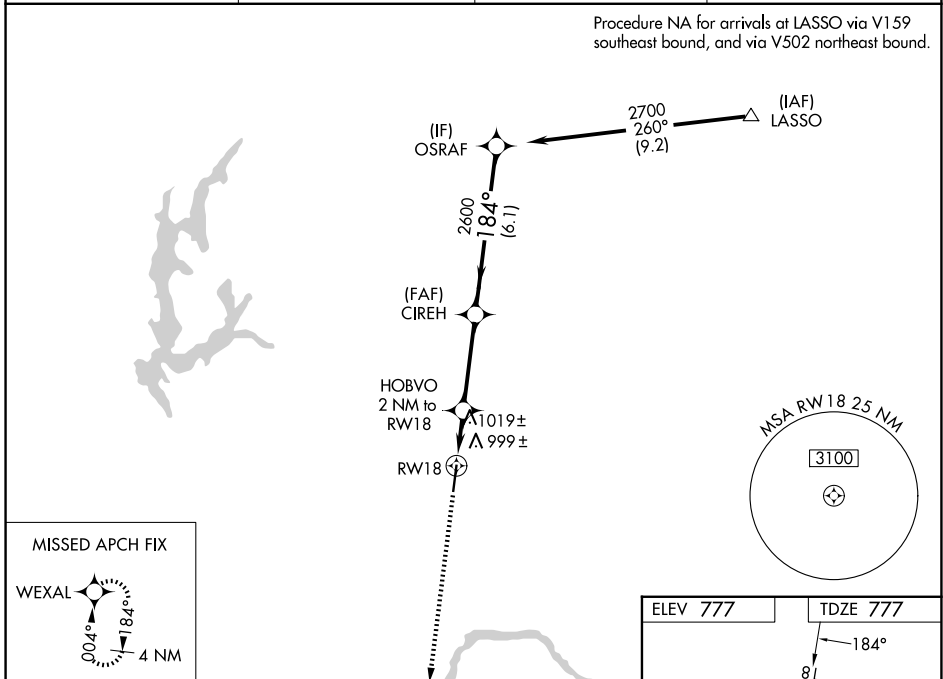 Procedure NA for arrivals at LASSO via V159
southeast bound, and via V502 northeast bound.
(IAF)
LASSO
2700
260°
(9.2)
(IF)
OSRAF
2600
184°
(6.1)
(FAF)
CIREH
HOBVO
2 NM to
RW18
1019±
999±
RW18
MSA RW18 25 NM
3100
MISSED APCH FIX
WEXAL
004°
184°
4 NM
ELEV 777
TDZE 777
184°